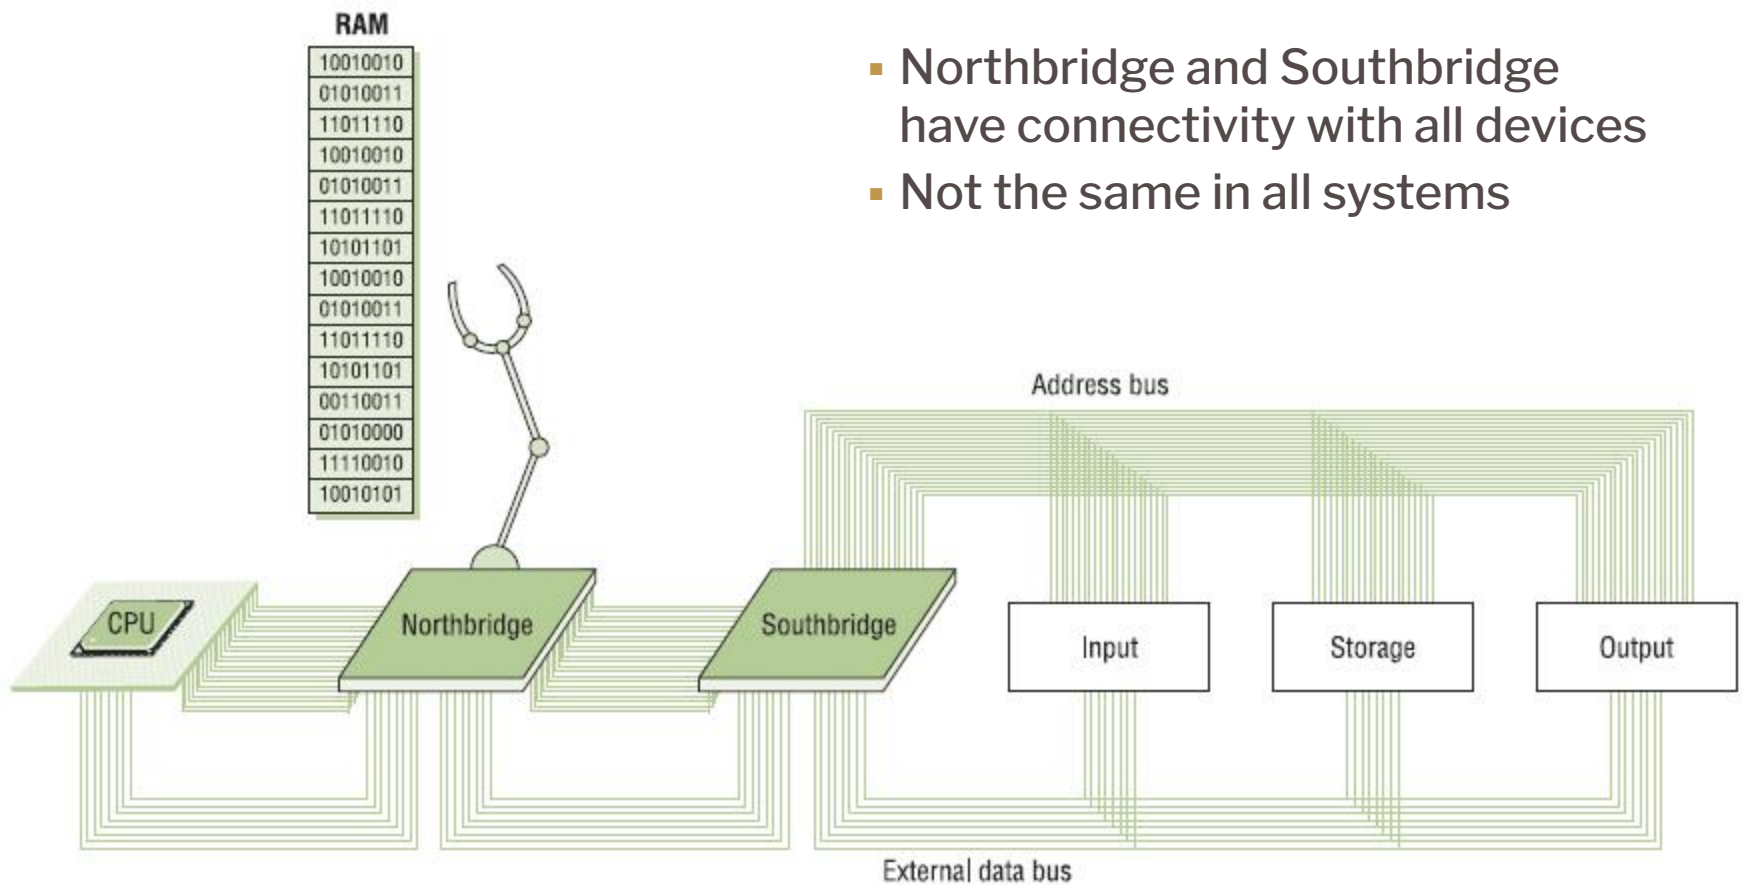 RAM
10010010
01010011
11011110
10010010
01010011
11011110
10101101
10010010
01010011
11011110
10101101
00110011
01010000
11110010
10010101
▪ Northbridge and Southbridge
have connectivity with all devices
▪ Not the same in all systems
Address bus
CPU
Northbridge
Southbridge
Input
Storage
Output
External data bus